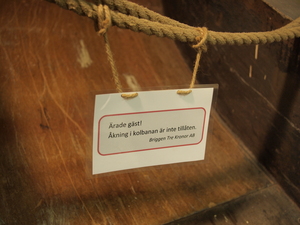 Ärade gäst!
Åkning i kolbanan är inte tillåten.
Briggen Tre Kronor AB